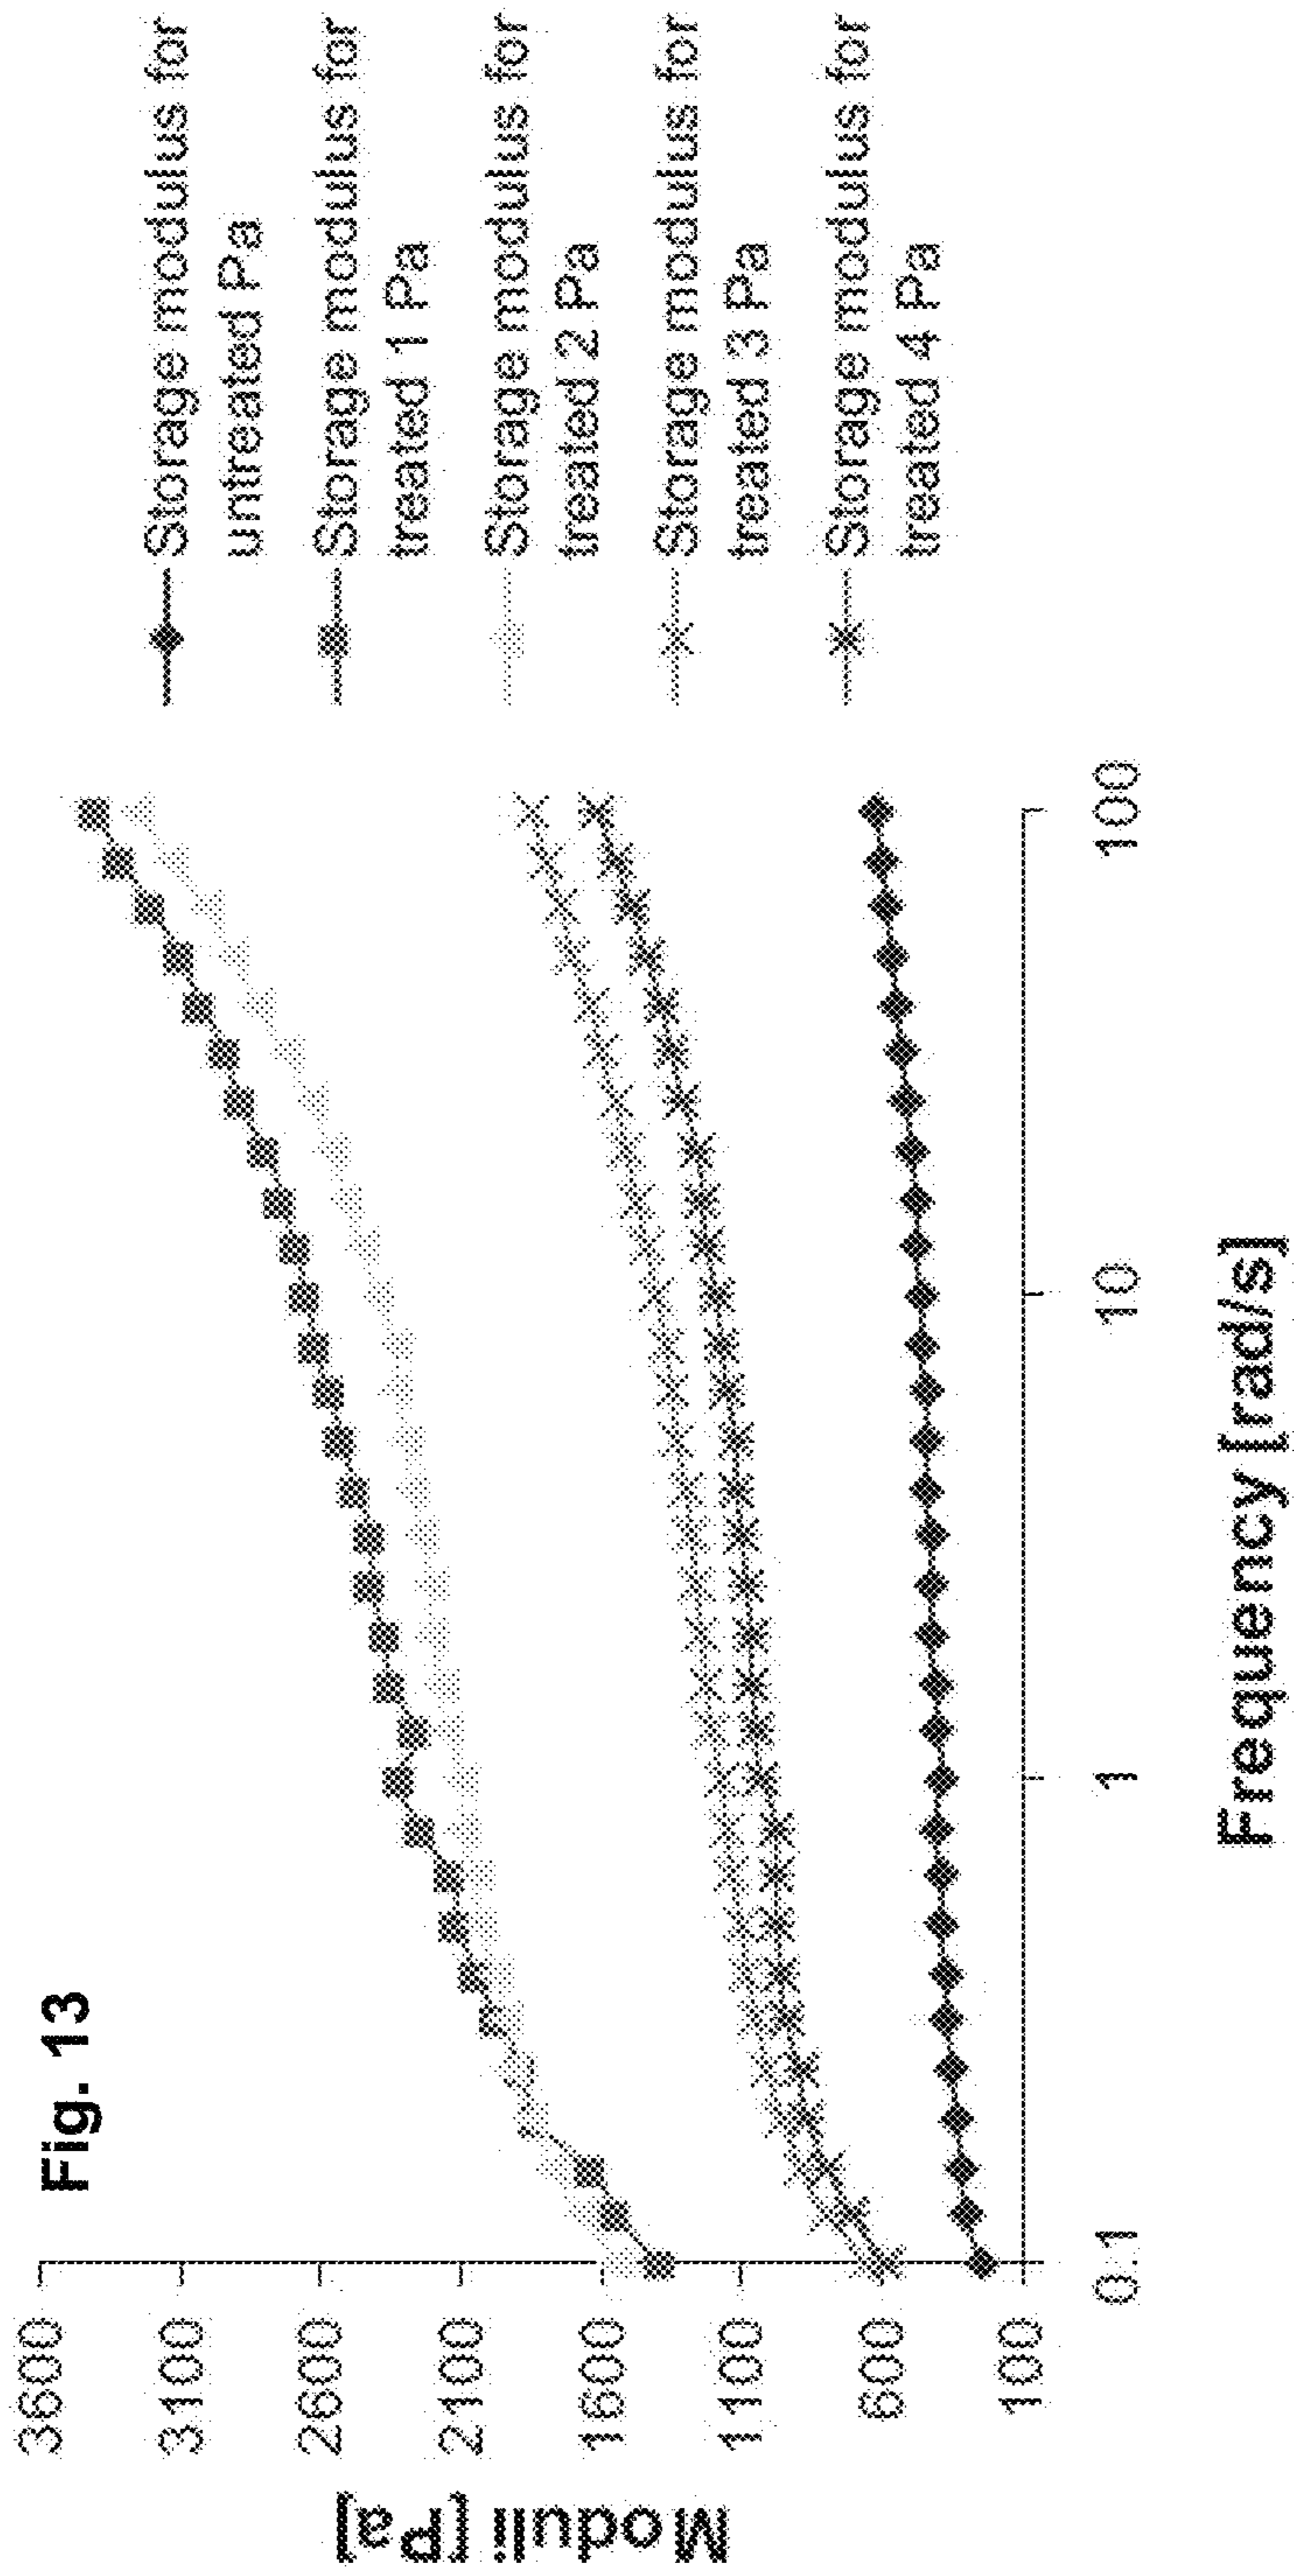 Fig. 13
Moduli [Pa]
3600
3100
2600
2100
1600
1100
600
100
0.1
1
10
100
Frequency [rad/s]
Storage modulus for
untreated Pa
Storage modulus for
treated 1 Pa
Storage modulus for
treated 2 Pa
Storage modulus for
treated 3 Pa
Storage modulus for
treated 4 Pa